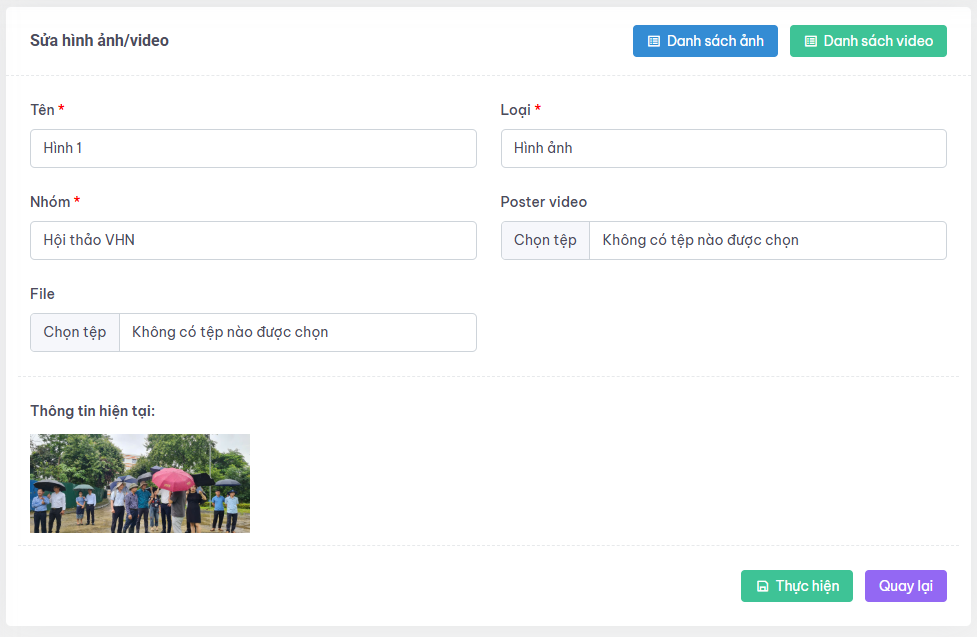 Sửa hình ảnh/video
Danh sách ảnh
Danh sách video
Tên *
Loại *
Hình 1
Hình ảnh
Nhóm *
Poster video
Hội thảo VHN
Chọn tệp Không có tệp nào được chọn
File
Chọn tệp Không có tệp nào được chọn
Thông tin hiện tại:
Thực hiện
Quay lại